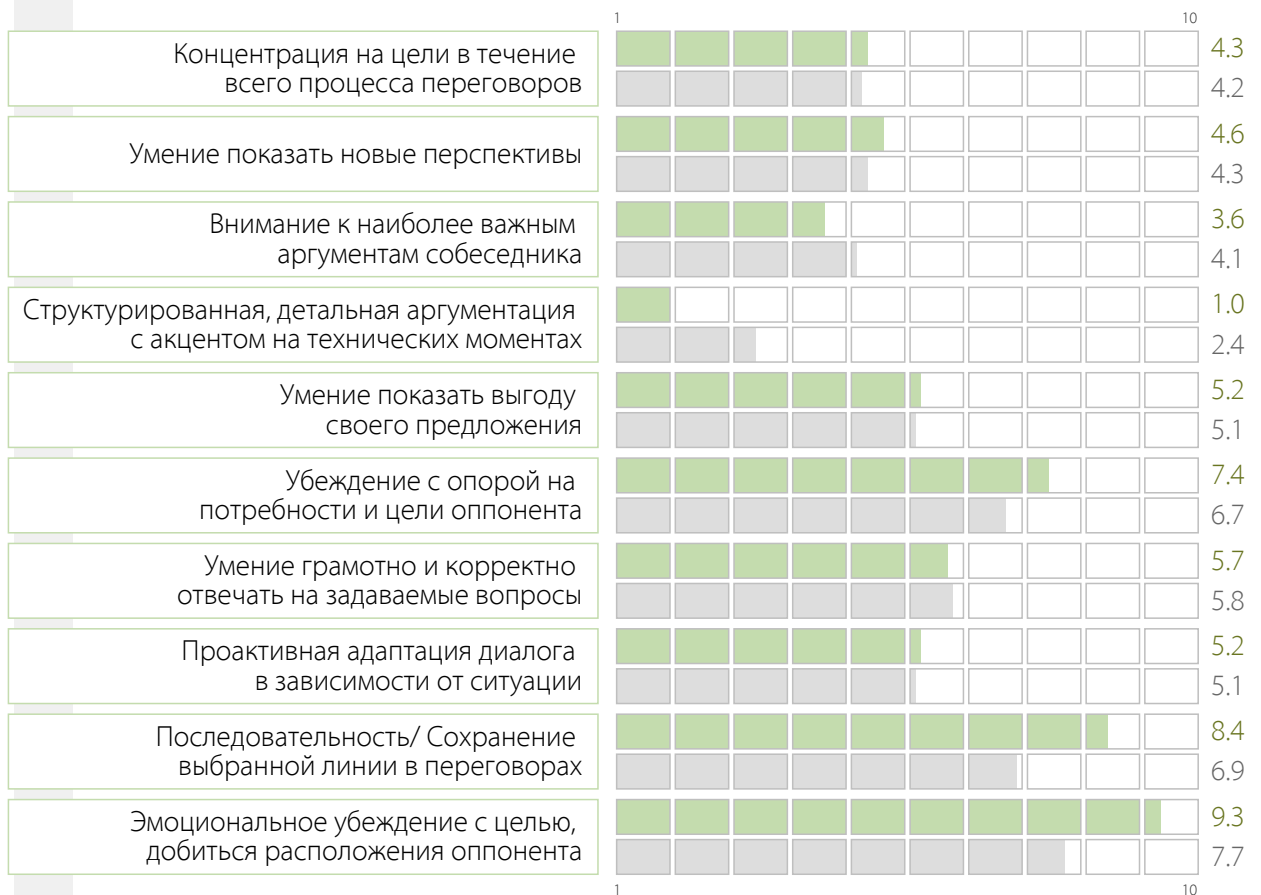 1 10
Концентрация на цели в течение
всего процесса переговоров
4.3
4.2
Умение показать новые перспективы
4.6
4.3
Внимание к наиболее важным
аргументам собеседника
3.6
4.1
Структурированная, детальная аргументация
с акцентом на технических моментах
1.0
2.4
Умение показать выгоду
своего предложения
5.2
5.1
Убеждение с опорой на
потребности и цели оппонента
7.4
6.7
Умение грамотно и корректно
отвечать на задаваемые вопросы
5.7
5.8
Проактивная адаптация диалога
в зависимости от ситуации
5.2
5.1
Последовательность/ Сохранение
выбранной линии в переговорах
8.4
6.9
Эмоциональное убеждение с целью,
добиться расположения оппонента
9.3
7.7
1 10